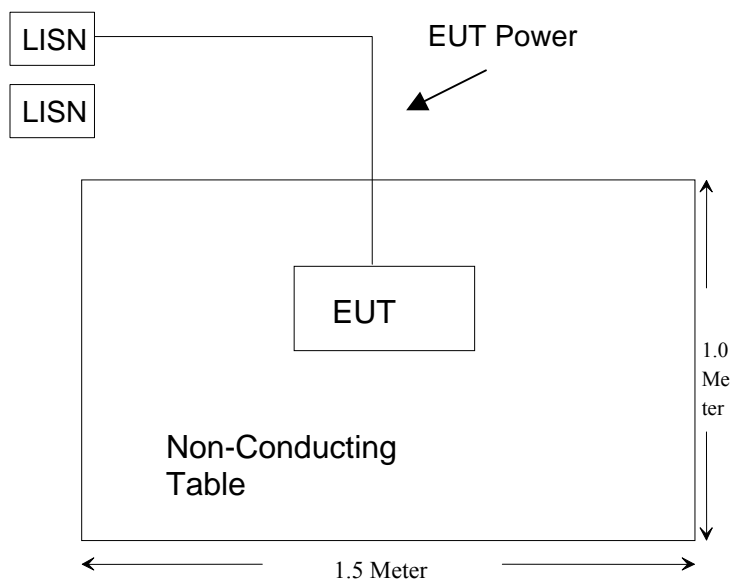 LISN
EUT Power
LISN
EUT
1.0
Me
ter
Non-Conducting
Table
1.5 Meter